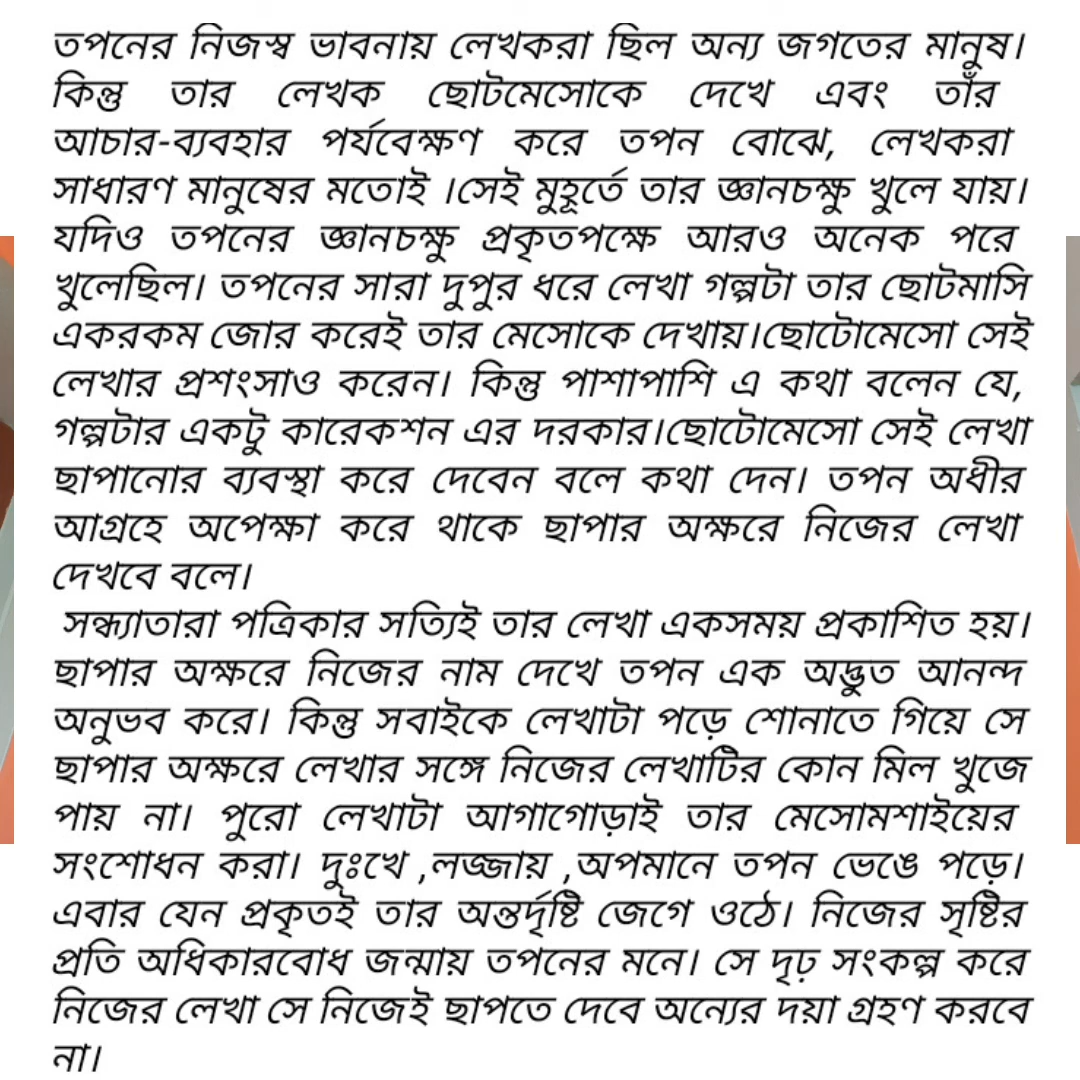 তপনের নিজস্ব ভাবনায় লেখকরা ছিল অন্য জগতের মানুষ।
কিন্তু তার লেখক ছোটমেসোকে দেখে এবং তাঁর
আচার-ব্যবহার পর্যবেক্ষণ করে তপন বোঝে, লেখকরা
সাধারণ মানুষের মতোই ।সেই মুহূর্তে তার জ্ঞানচক্ষু খুলে যায়।
যদিও তপনের জ্ঞানচক্ষু প্রকৃতপক্ষে আরও অনেক পরে
খুলেছিল। তপনের সারা দুপুর ধরে লেখা গল্পটা তার ছোটমাসি
একরকম জোর করেই তার মেসোকে দেখায়।ছোটোমেসো সেই
লেখার প্রশংসাও করেন। কিন্তু পাশাপাশি এ কথা বলেন যে,
গল্পটার একটু কারেকশন এর দরকার।ছোটোমেসো সেই লেখা
ছাপানোর ব্যবস্থা করে দেবেন বলে কথা দেন। তপন অধীর
আগ্রহে অপেক্ষা করে থাকে ছাপার অক্ষরে নিজের লেখা
দেখবে বলে।
সন্ধ্যাতারা পত্রিকার সত্যিই তার লেখা একসময় প্রকাশিত হয়।
ছাপার অক্ষরে নিজের নাম দেখে তপন এক অদ্ভুত আনন্দ
অনুভব করে। কিন্তু সবাইকে লেখাটা পড়ে শোনাতে গিয়ে সে
ছাপার অক্ষরে লেখার সঙ্গে নিজের লেখাটির কোন মিল খুজে
পায় না। পুরো লেখাটা আগাগোড়াই তার মেসোমশাইয়ের
সংশোধন করা। দুঃখে ,লজ্জায় ,অপমানে তপন ভেঙে পড়ে।
এবার যেন প্রকৃতই তার অন্তর্দৃষ্টি জেগে ওঠে। নিজের সৃষ্টির
প্রতি অধিকারবোধ জন্মায় তপনের মনে। সে দৃঢ় সংকল্প করে
নিজের লেখা সে নিজেই ছাপতে দেবে অন্যের দয়া গ্রহণ করবে
না।